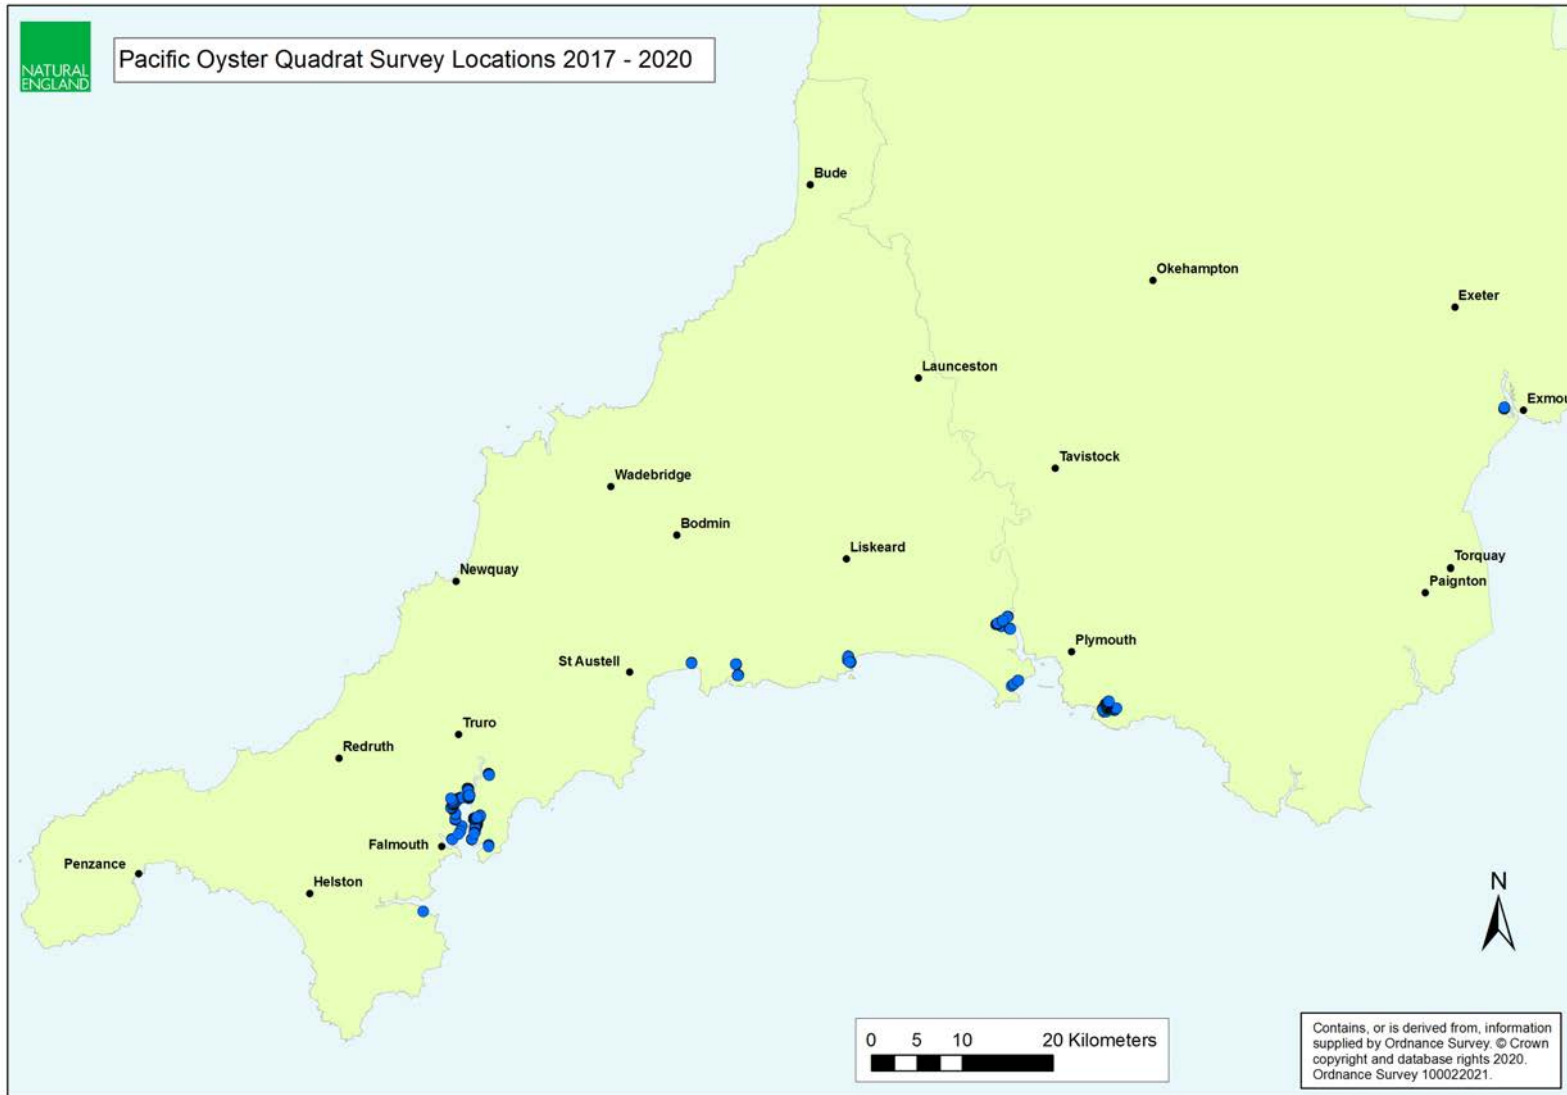 NATURAL
ENGLAND
Pacific Oyster Quadrat Survey Locations 2017 - 2020
Bude
Okehampton
Exeter
Launceston
Exmou
Tavistock
Wadebridge
Bodmin
Liskeard
Torquay
Newquay
Paignton
Plymouth
St Austell
Truro
Redruth
Falmouth
Penzance
Helston
N
0 5 10 20 Kilometers
Contains, or is derived from, information
supplied by Ordnance Survey. © Crown
copyright and database rights 2020.
Ordnance Survey 100022021.